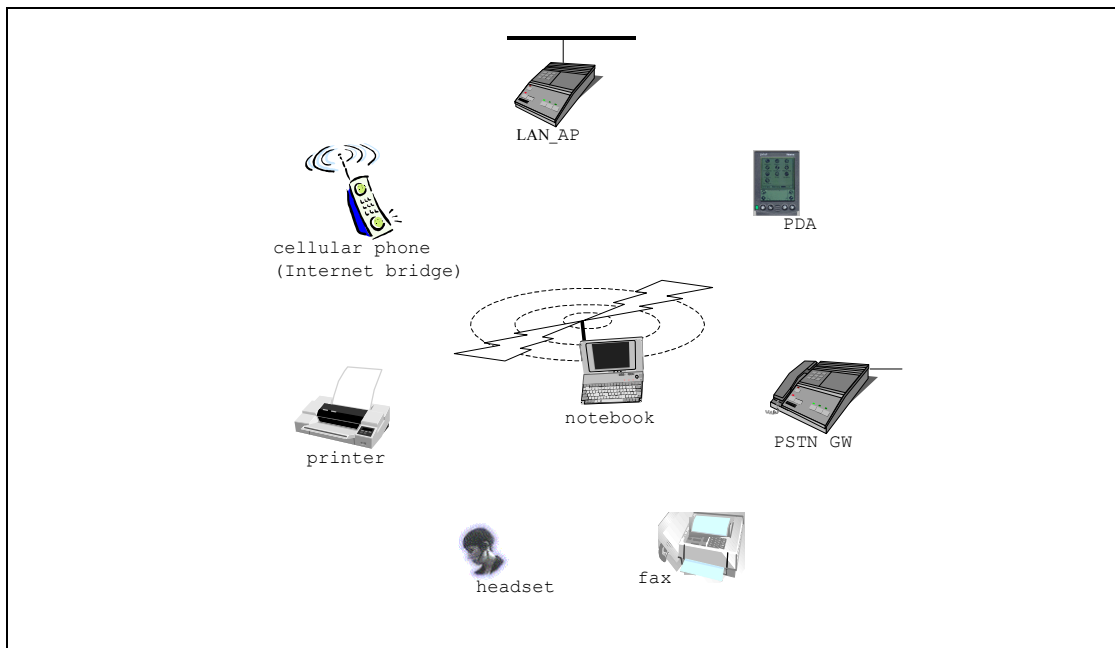 LAN_AP
PDA
cellular phone
(Internet bridge)
notebook
PSTN GW
printer
fax
headset